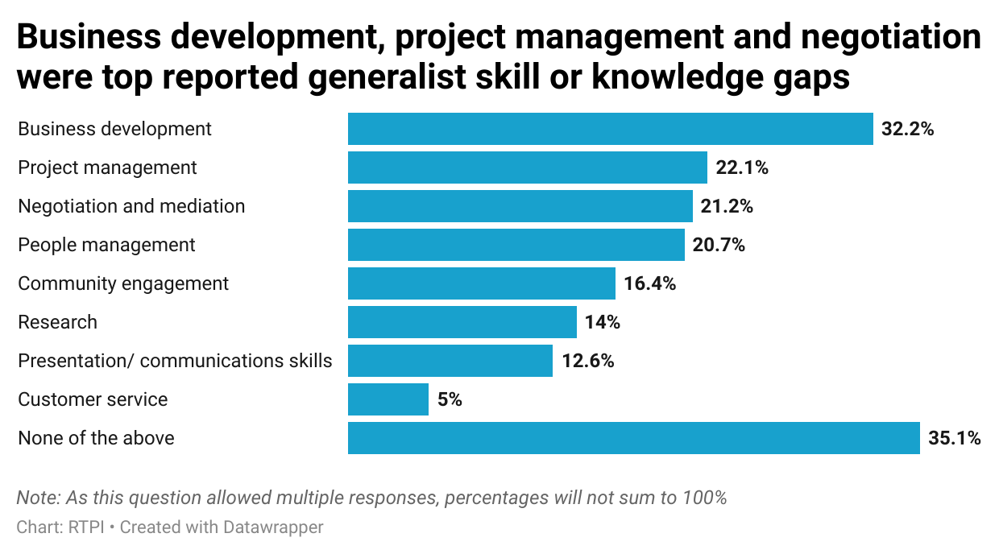 Business development, project management and negotiation
were top reported generalist skill or knowledge gaps
Business development 32.2%
Project management 22.1%
Negotiation and mediation 21.2%
People management 20.7%
Community engagement 16.4%
Research 14%
Presentation/ communications skills 12.6%
Customer service 5%
None of the above 35.1%
Note: As this question allowed multiple responses, percentages will not sum to 100%
Chart: RTPI • Created with Datawrapper